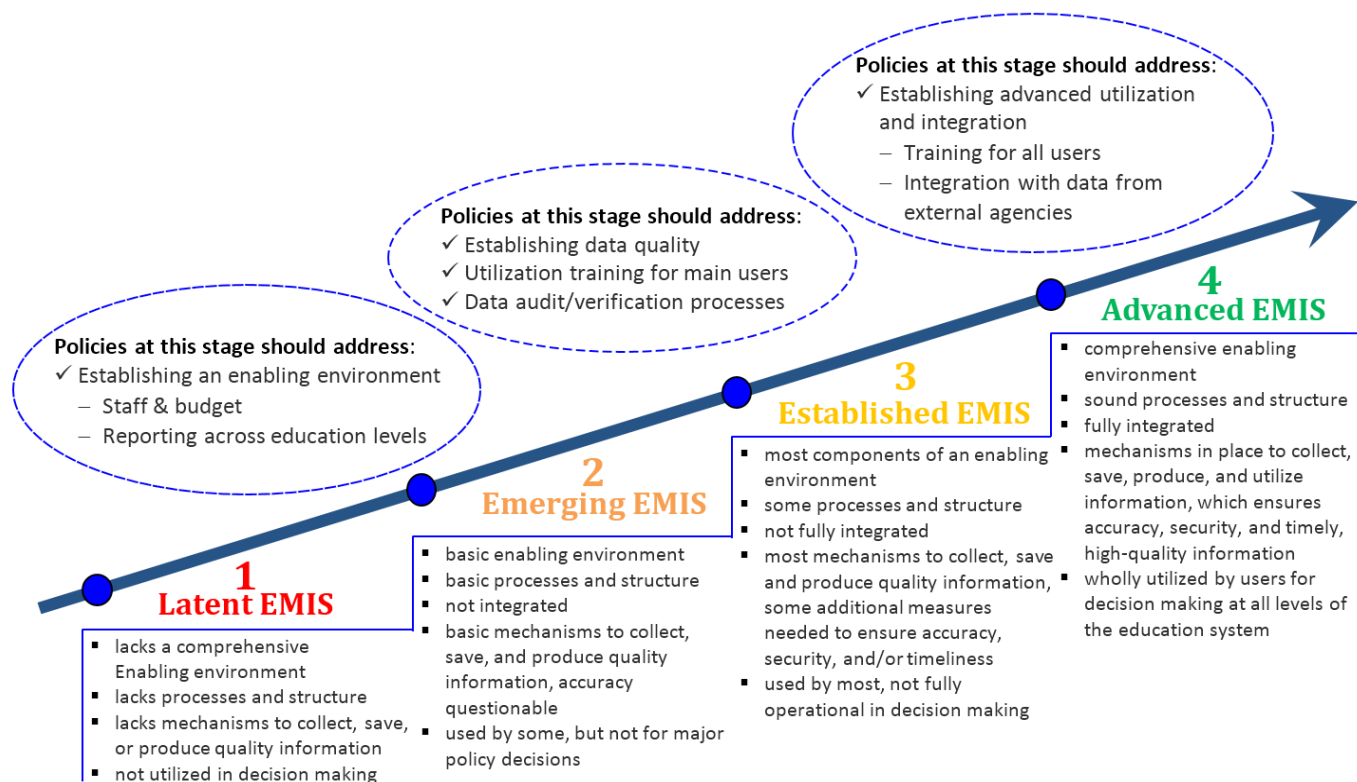 Policies at this stage should address:
✓ Establishing an enabling environment
– Staff & budget
– Reporting across education levels
Policies at this stage should address:
✓ Establishing data quality
✓ Utilization training for main users
✓ Data audit/verification processes
Policies at this stage should address:
✓ Establishing advanced utilization
and integration
– Training for all users
– Integration with data from
external agencies
1
Latent EMIS
▪ lacks a comprehensive
Enabling environment
▪ lacks processes and structure
▪ lacks mechanisms to collect, save,
or produce quality information
▪ not utilized in decision making
2
Emerging EMIS
▪ basic enabling environment
▪ basic processes and structure
▪ not integrated
▪ basic mechanisms to collect,
save, and produce quality
information, accuracy
questionable
▪ used by some, but not for major
policy decisions
3
Established EMIS
▪ most components of an enabling
environment
▪ some processes and structure
▪ not fully integrated
▪ most mechanisms to collect, save
and produce quality information,
some additional measures
needed to ensure accuracy,
security, and/or timeliness
▪ used by most, not fully
operational in decision making
4
Advanced EMIS
▪ comprehensive enabling
environment
▪ sound processes and structure
▪ fully integrated
▪ mechanisms in place to collect,
save, produce, and utilize
information, which ensures
accuracy, security, and timely,
high-quality information
▪ wholly utilized by users for
decision making at all levels of
the education system